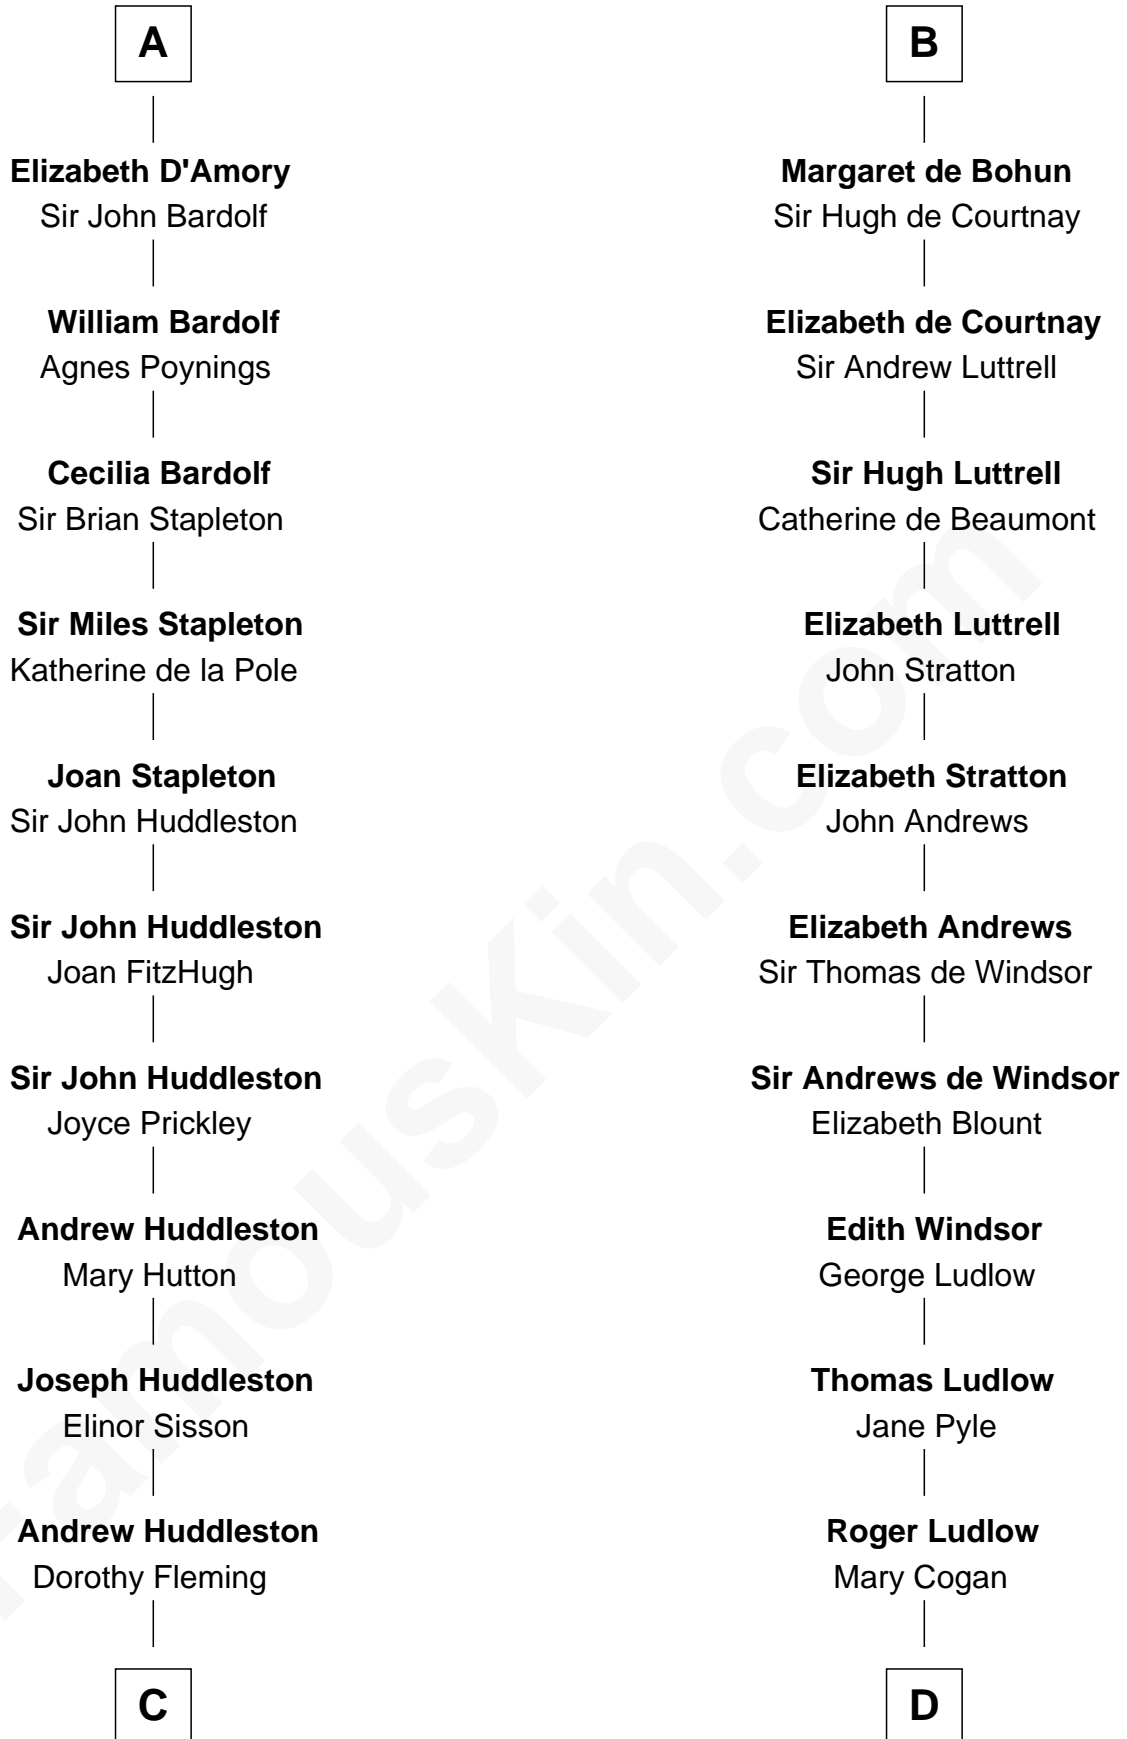 A
Elizabeth D'Amory
Sir John Bardolf
William Bardolf
Agnes Poynings
Cecilia Bardolf
Sir Brian Stapleton
Sir Miles Stapleton
Katherine de la Pole
Joan Stapleton
Sir John Huddleston
Sir John Huddleston
Joan FitzHugh
Sir John Huddleston
Joyce Prickley
Andrew Huddleston
Mary Hutton
Joseph Huddleston
Elinor Sisson
Andrew Huddleston
Dorothy Fleming
C
B
Margaret de Bohun
Sir Hugh de Courtnay
Elizabeth de Courtnay
Sir Andrew Luttrell
Sir Hugh Luttrell
Catherine de Beaumont
Elizabeth Luttrell
John Stratton
Elizabeth Stratton
John Andrews
Elizabeth Andrews
Sir Thomas de Windsor
Sir Andrews de Windsor
Elizabeth Blount
Edith Windsor
George Ludlow
Thomas Ludlow
Jane Pyle
Roger Ludlow
Mary Cogan
D
FamousKin.com